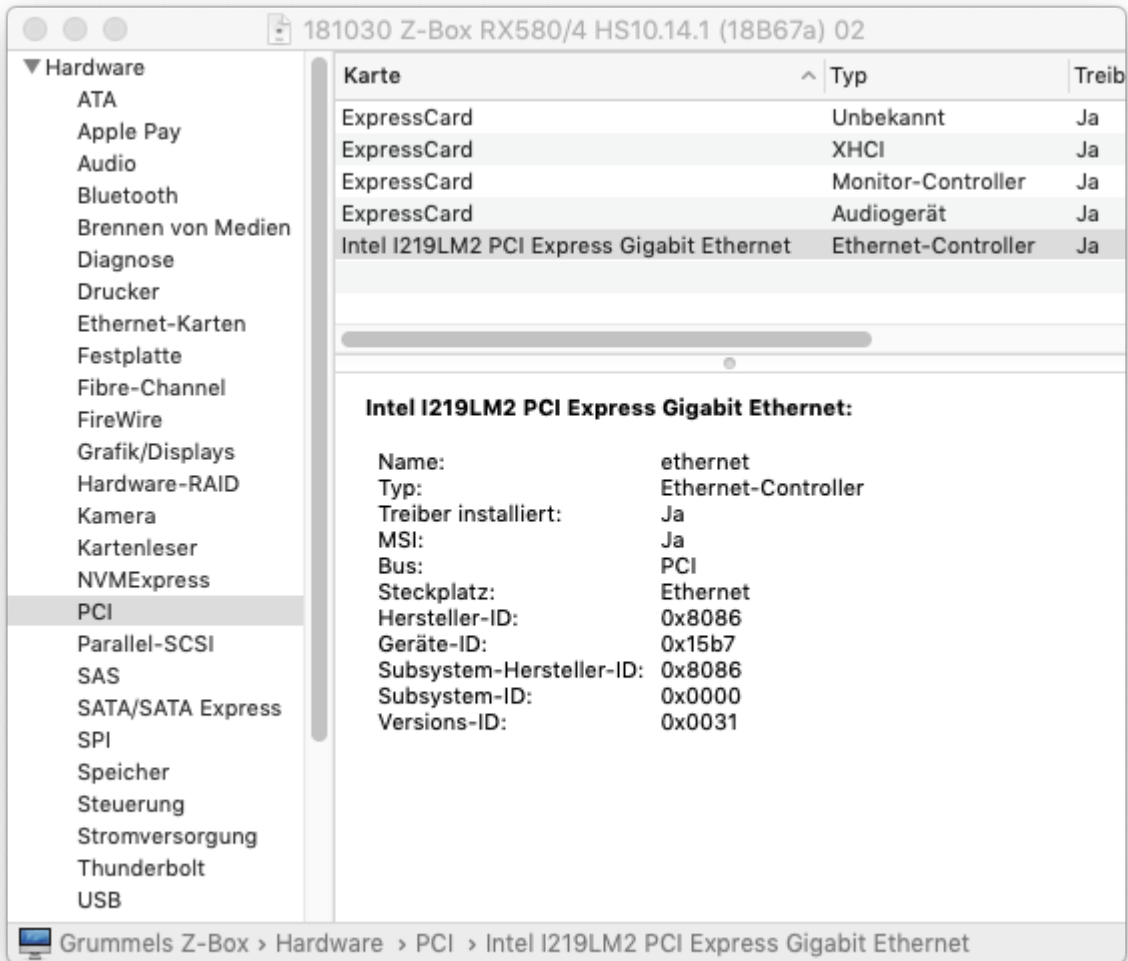 181030 Z-Box RX580/4 HS10.14.1 (18B67a) 02
Hardware
ATA
Apple Pay
Audio
Bluetooth
Brennen von Medien
Diagnose
Drucker
Ethernet-Karten
Festplatte
Fibre-Channel
FireWire
Grafik/Displays
Hardware-RAID
Kamera
Kartenleser
NVMExpress
PCI
Parallel-SCSI
SAS
SATA/SATA Express
SPI
Speicher
Steuerung
Stromversorgung
Thunderbolt
USB
Karte Typ Treib
ExpressCard Unbekannt Ja
ExpressCard XHCI Ja
ExpressCard Monitor-Controller Ja
ExpressCard Audiogerät Ja
Intel I219LM2 PCI Express Gigabit Ethernet Ethernet-Controller Ja
Intel I219LM2 PCI Express Gigabit Ethernet:
Name: ethernet
Typ: Ethernet-Controller
Treiber installiert: Ja
MSI: Ja
Bus: PCI
Steckplatz: Ethernet
Hersteller-ID: 0x8086
Geräte-ID: 0x15b7
Subsystem-Hersteller-ID: 0x8086
Subsystem-ID: 0x0000
Versions-ID: 0x0031
Grummels Z-Box › Hardware › PCI › Intel I219LM2 PCI Express Gigabit Ethernet